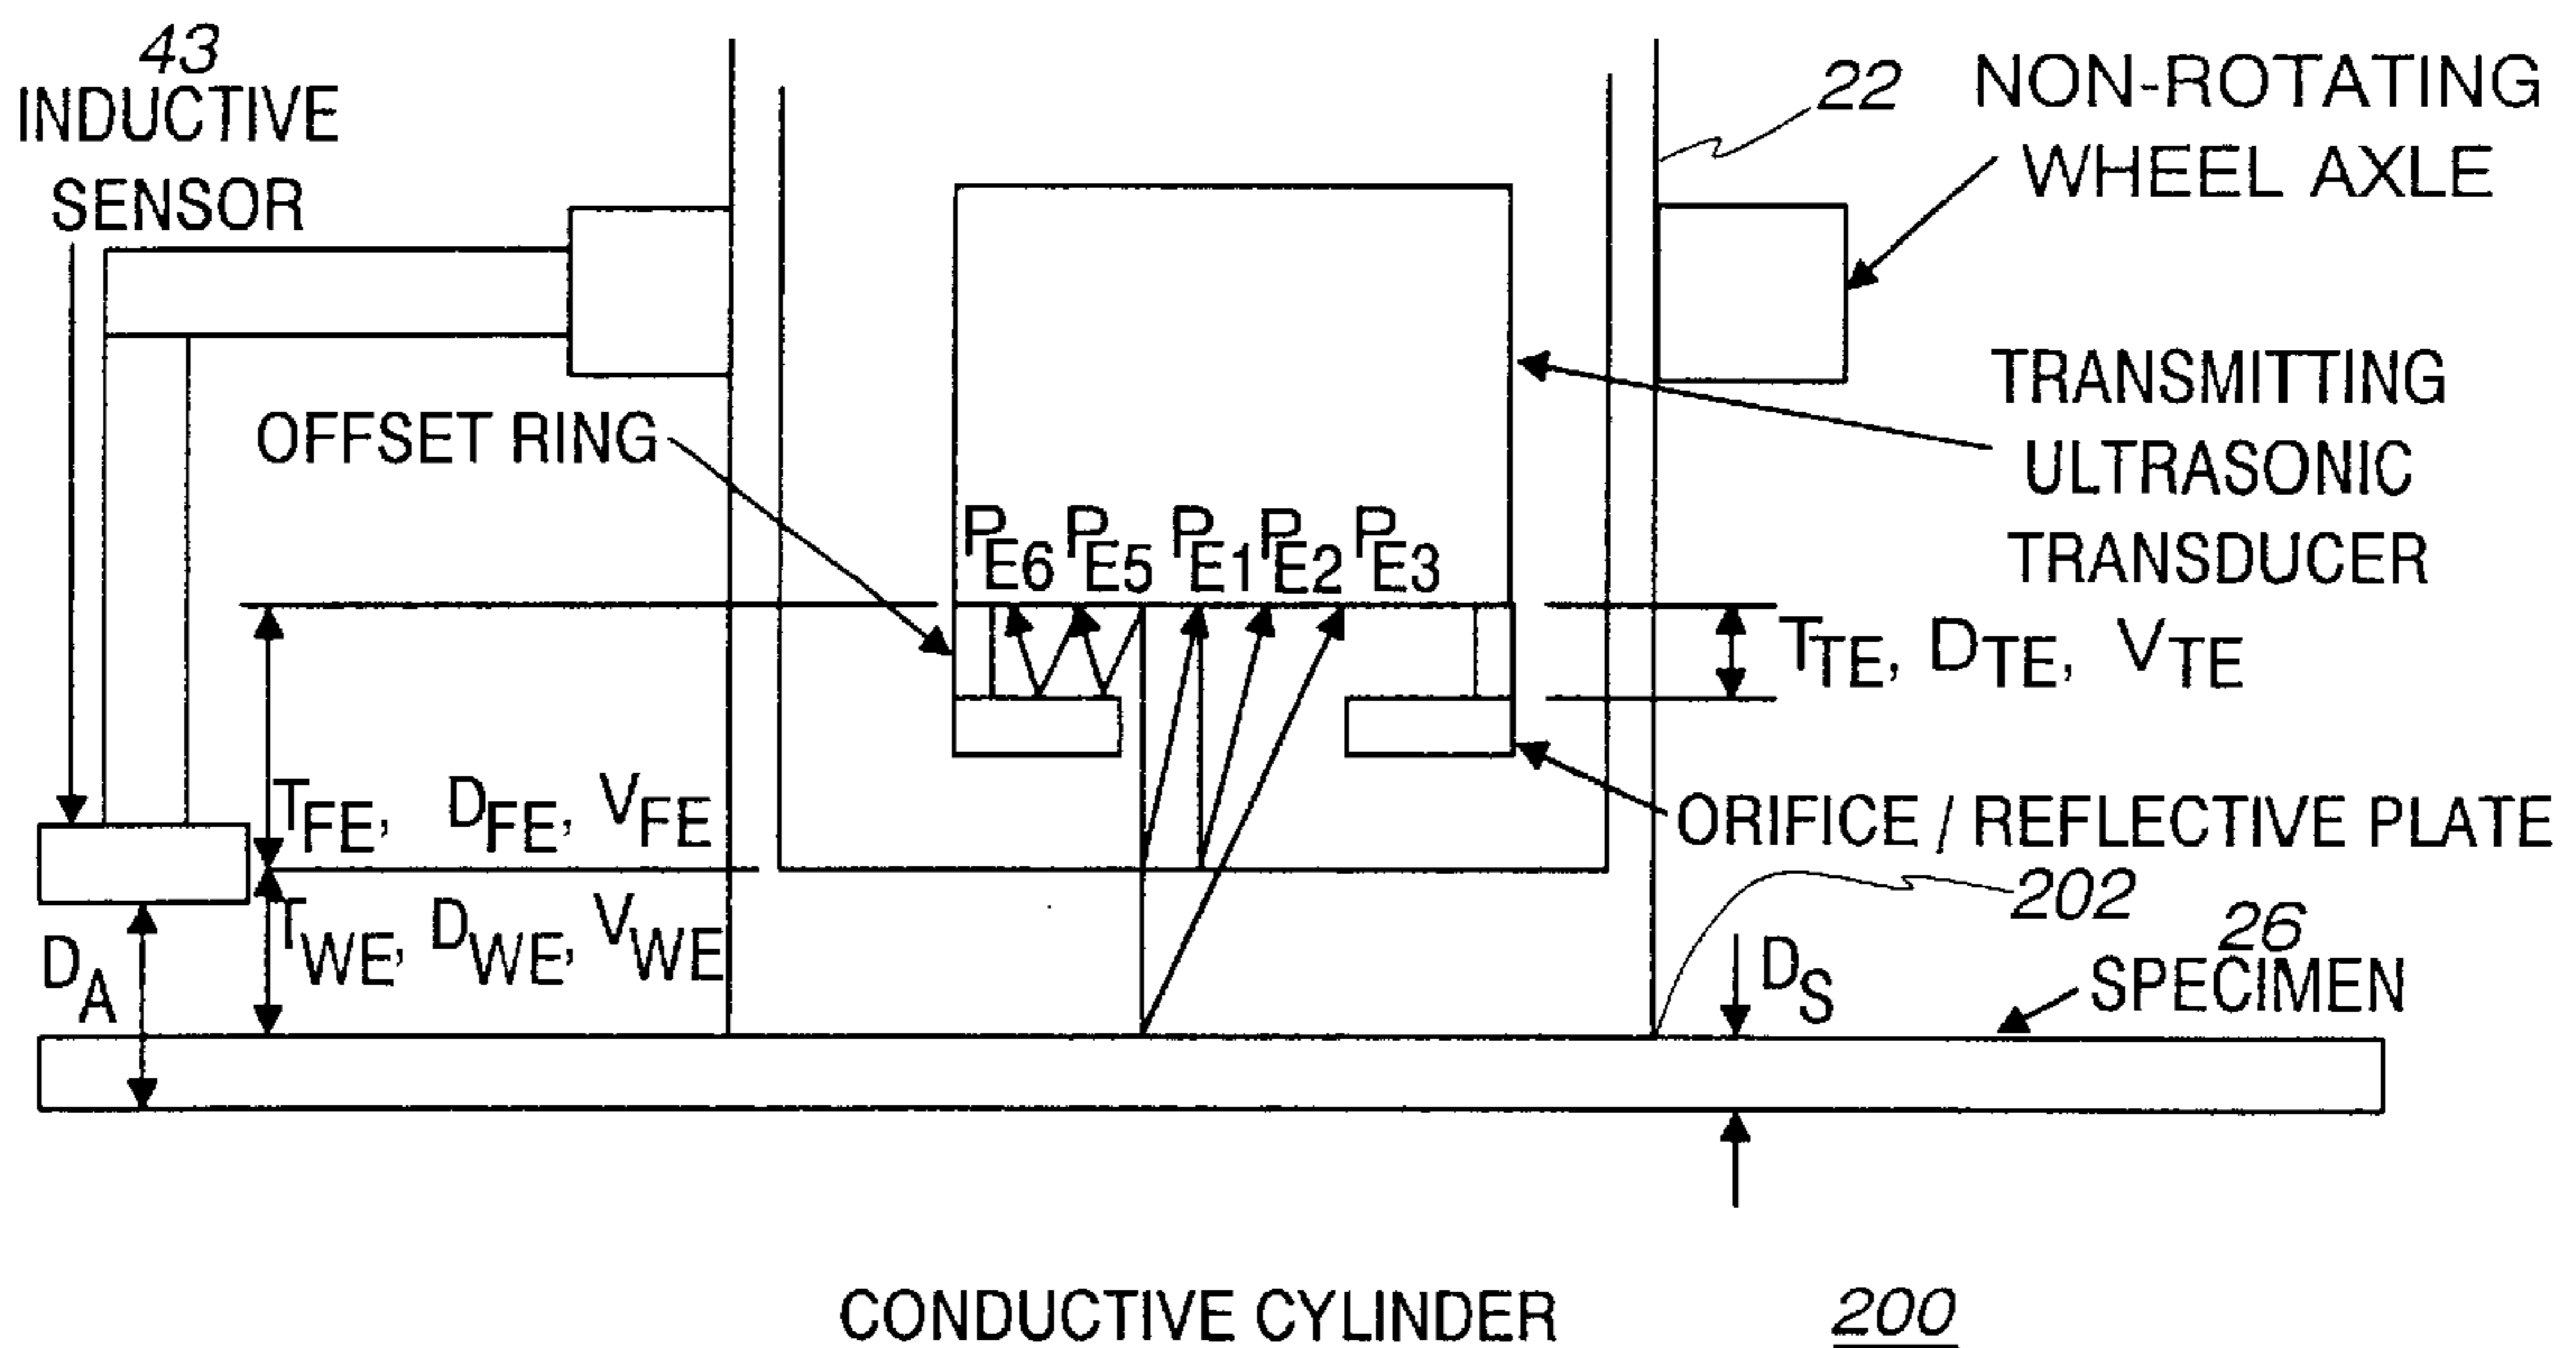 43
INDUCTIVE
SENSOR
22
NON-ROTATING
WHEEL AXLE
OFFSET RING
TRANSMITTING
ULTRASONIC
TRANSDUCER
PE6 PE5 PE1 PE2 PE3
TTE, DTE, VTE
TFE, DFE, VFE
ORIFICE / REFLECTIVE PLATE
202
TWE, DWE, VWE
DA
DS
26
SPECIMEN
CONDUCTIVE CYLINDER
200